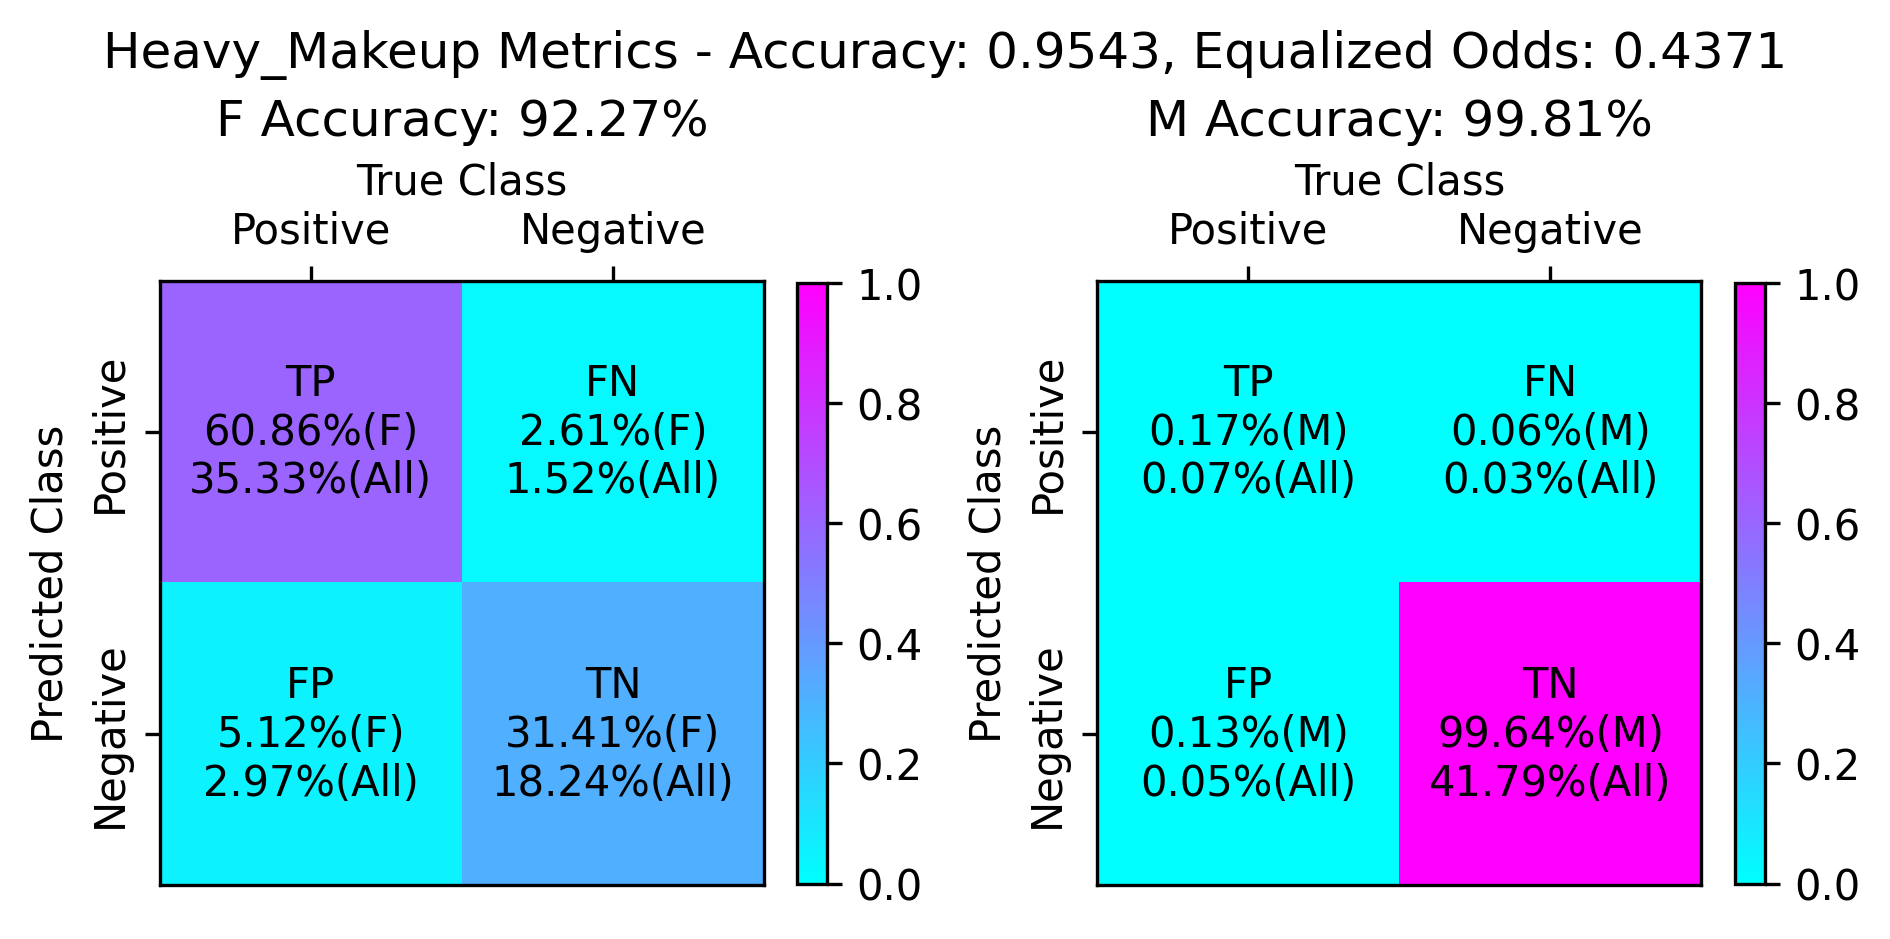 Heavy_Makeup Metrics - Accuracy: 0.9543, Equalized Odds: 0.4371
F Accuracy: 92.27%
True Class
Positive
Negative
Predicted Class
Positive
Negative
TP
60.86%(F)
35.33%(All)
FN
2.61%(F)
1.52%(All)
FP
5.12%(F)
2.97%(All)
TN
31.41%(F)
18.24%(All)
1.0
0.8
0.6
0.4
0.2
0.0
M Accuracy: 99.81%
True Class
Positive
Negative
Predicted Class
Positive
Negative
TP
0.17%(M)
0.07%(All)
FN
0.06%(M)
0.03%(All)
FP
0.13%(M)
0.05%(All)
TN
99.64%(M)
41.79%(All)
1.0
0.8
0.6
0.4
0.2
0.0